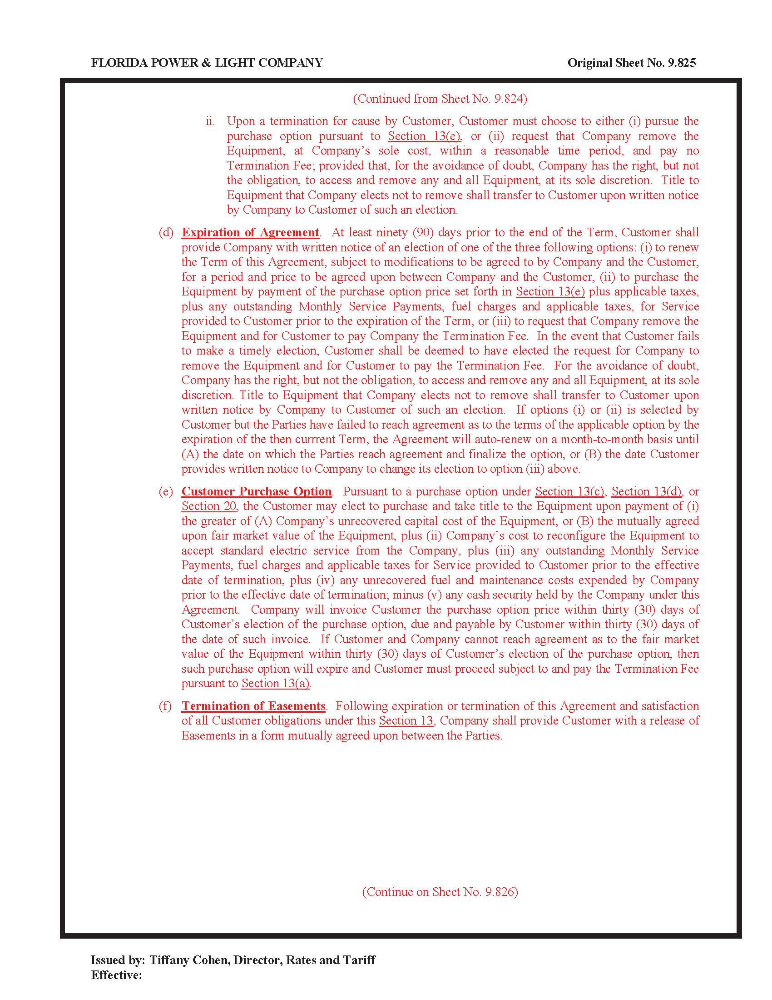 FLORIDA POWER & LIGHT COMPANY Original Sheet No. 9.825
(Continued from Sheet No. 9.824)
ii. Upon a termination for cause by Customer, Customer must choose to either (i) pursue the
purchase option pursuant to Section 13(e), or (ii) request that Company remove the
Equipment, at Company’s sole cost, within a reasonable time period, and pay no
Termination Fee; provided that, for the avoidance of doubt, Company has the right, but not
the obligation, to access and remove any and all Equipment, at its sole discretion. Title to
Equipment that Company elects not to remove shall transfer to Customer upon written notice
by Company to Customer of such an election.
(d) Expiration of Agreement. At least ninety (90) days prior to the end of the Term, Customer shall
provide Company with written notice of an election of one of the three following options: (i) to renew
the Term of this Agreement, subject to modifications to be agreed to by Company and the Customer,
for a period and price to be agreed upon between Company and the Customer, (ii) to purchase the
Equipment by payment of the purchase option price set forth in Section 13(e) plus applicable taxes,
plus any outstanding Monthly Service Payments, fuel charges and applicable taxes, for Service
provided to Customer prior to the expiration of the Term, or (iii) to request that Company remove the
Equipment and for Customer to pay Company the Termination Fee. In the event that Customer fails
to make a timely election, Customer shall be deemed to have elected the request for Company to
remove the Equipment and for Customer to pay the Termination Fee. For the avoidance of doubt,
Company has the right, but not the obligation, to access and remove any and all Equipment, at its sole
discretion. Title to Equipment that Company elects not to remove shall transfer to Customer upon
written notice by Company to Customer of such an election. If options (i) or (ii) is selected by
Customer but the Parties have failed to reach agreement as to the terms of the applicable option by the
expiration of the then currrent Term, the Agreement will auto-renew on a month-to-month basis until
(A) the date on which the Parties reach agreement and finalize the option, or (B) the date Customer
provides written notice to Company to change its election to option (iii) above.
(e) Customer Purchase Option. Pursuant to a purchase option under Section 13(c), Section 13(d), or
Section 20, the Customer may elect to purchase and take title to the Equipment upon payment of (i)
the greater of (A) Company’s unrecovered capital cost of the Equipment, or (B) the mutually agreed
upon fair market value of the Equipment, plus (ii) Company’s cost to reconfigure the Equipment to
accept standard electric service from the Company, plus (iii) any outstanding Monthly Service
Payments, fuel charges and applicable taxes for Service provided to Customer prior to the effective
date of termination, plus (iv) any unrecovered fuel and maintenance costs expended by Company
prior to the effective date of termination; minus (v) any cash security held by the Company under this
Agreement. Company will invoice Customer the purchase option price within thirty (30) days of
Customer’s election of the purchase option, due and payable by Customer within thirty (30) days of
the date of such invoice. If Customer and Company cannot reach agreement as to the fair market
value of the Equipment within thirty (30) days of Customer’s election of the purchase option, then
such purchase option will expire and Customer must proceed subject to and pay the Termination Fee
pursuant to Section 13(a).
(f) Termination of Easements. Following expiration or termination of this Agreement and satisfaction
of all Customer obligations under this Section 13, Company shall provide Customer with a release of
Easements in a form mutually agreed upon between the Parties.
(Continue on Sheet No. 9.826)
Issued by: Tiffany Cohen, Director, Rates and Tariff
Effective: